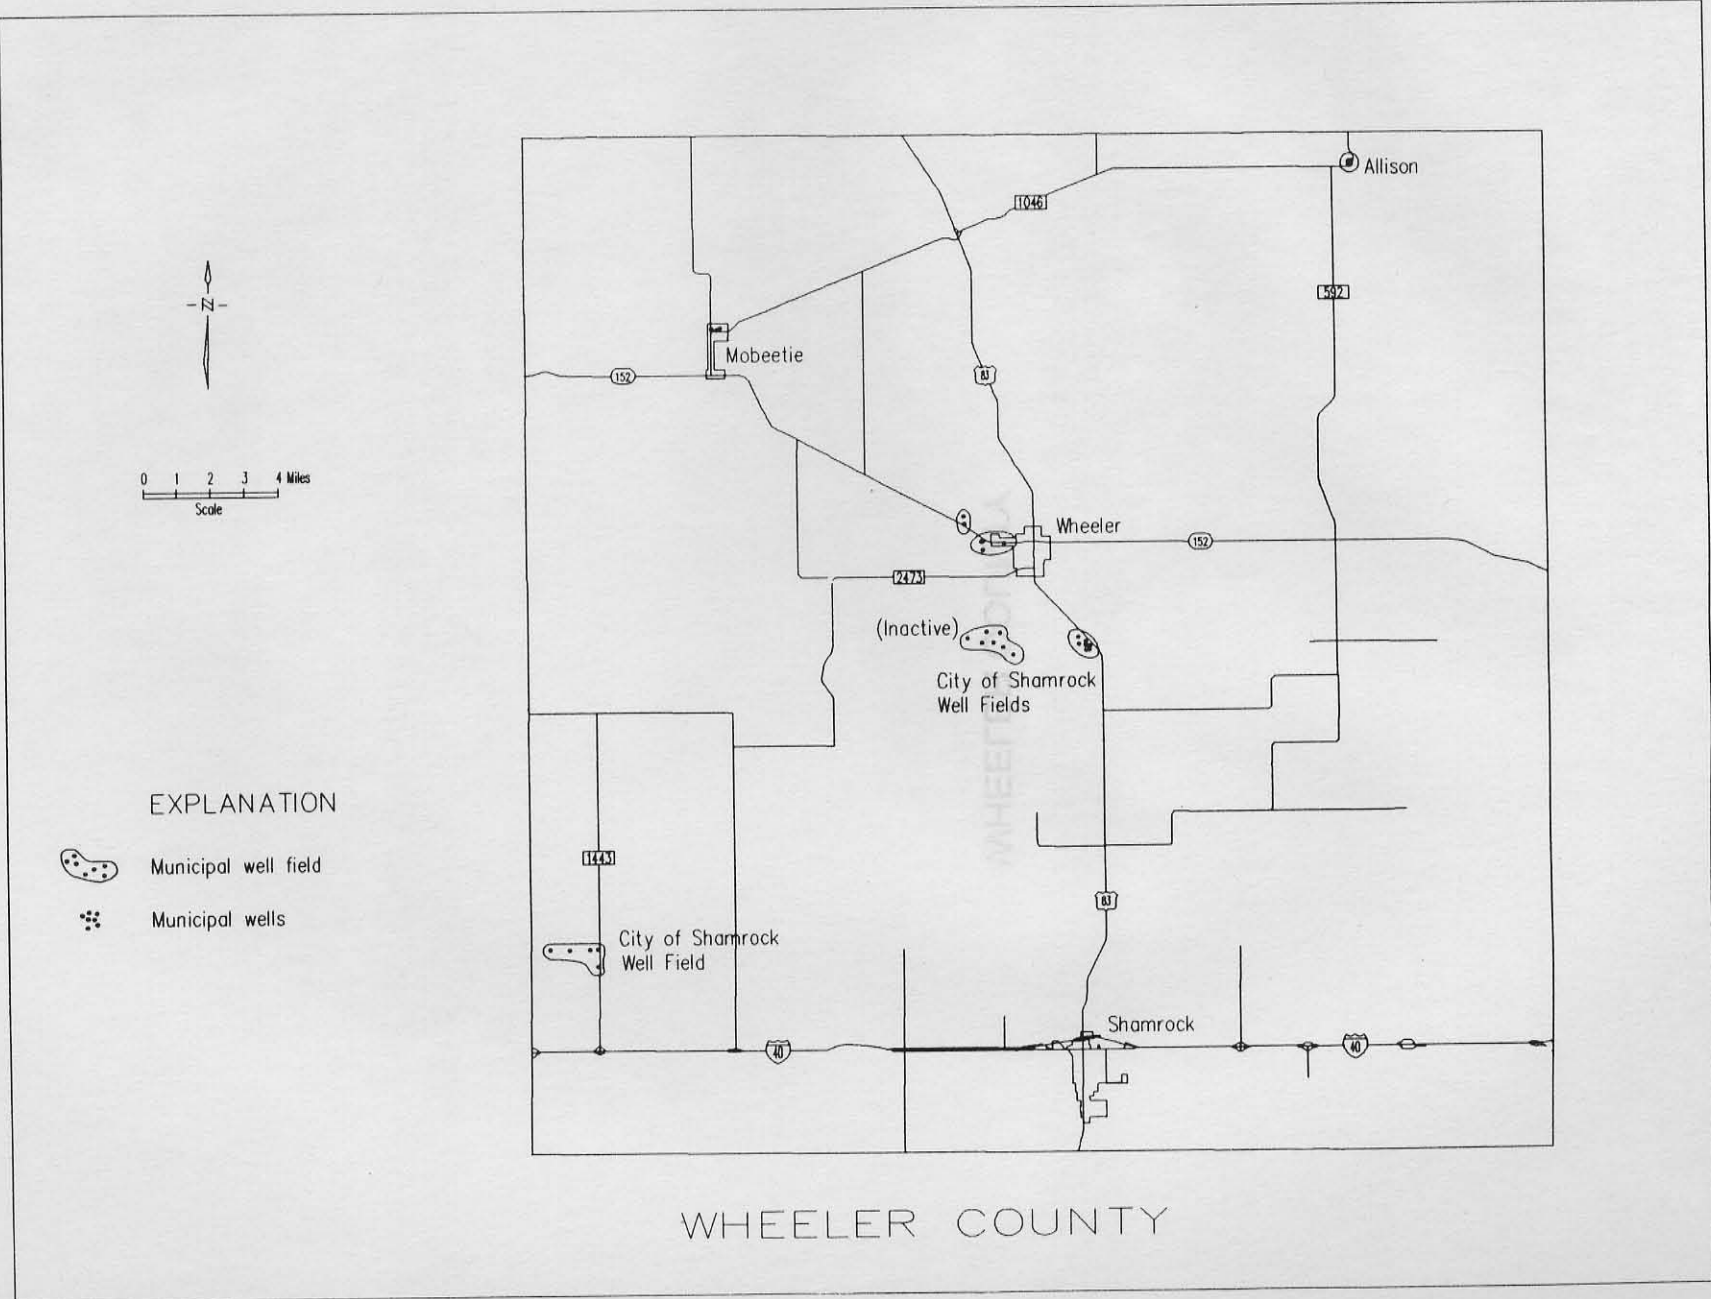 Allison
1046
592
N
Mobeetie
152
83
0 1 2 3 4 Miles
Scale
Wheeler
152
2473
(Inactive)
City of Shamrock
Well Fields
EXPLANATION
Municipal well field
Municipal wells
1443
83
City of Shamrock
Well Field
Shamrock
40
40
WHEELER COUNTY